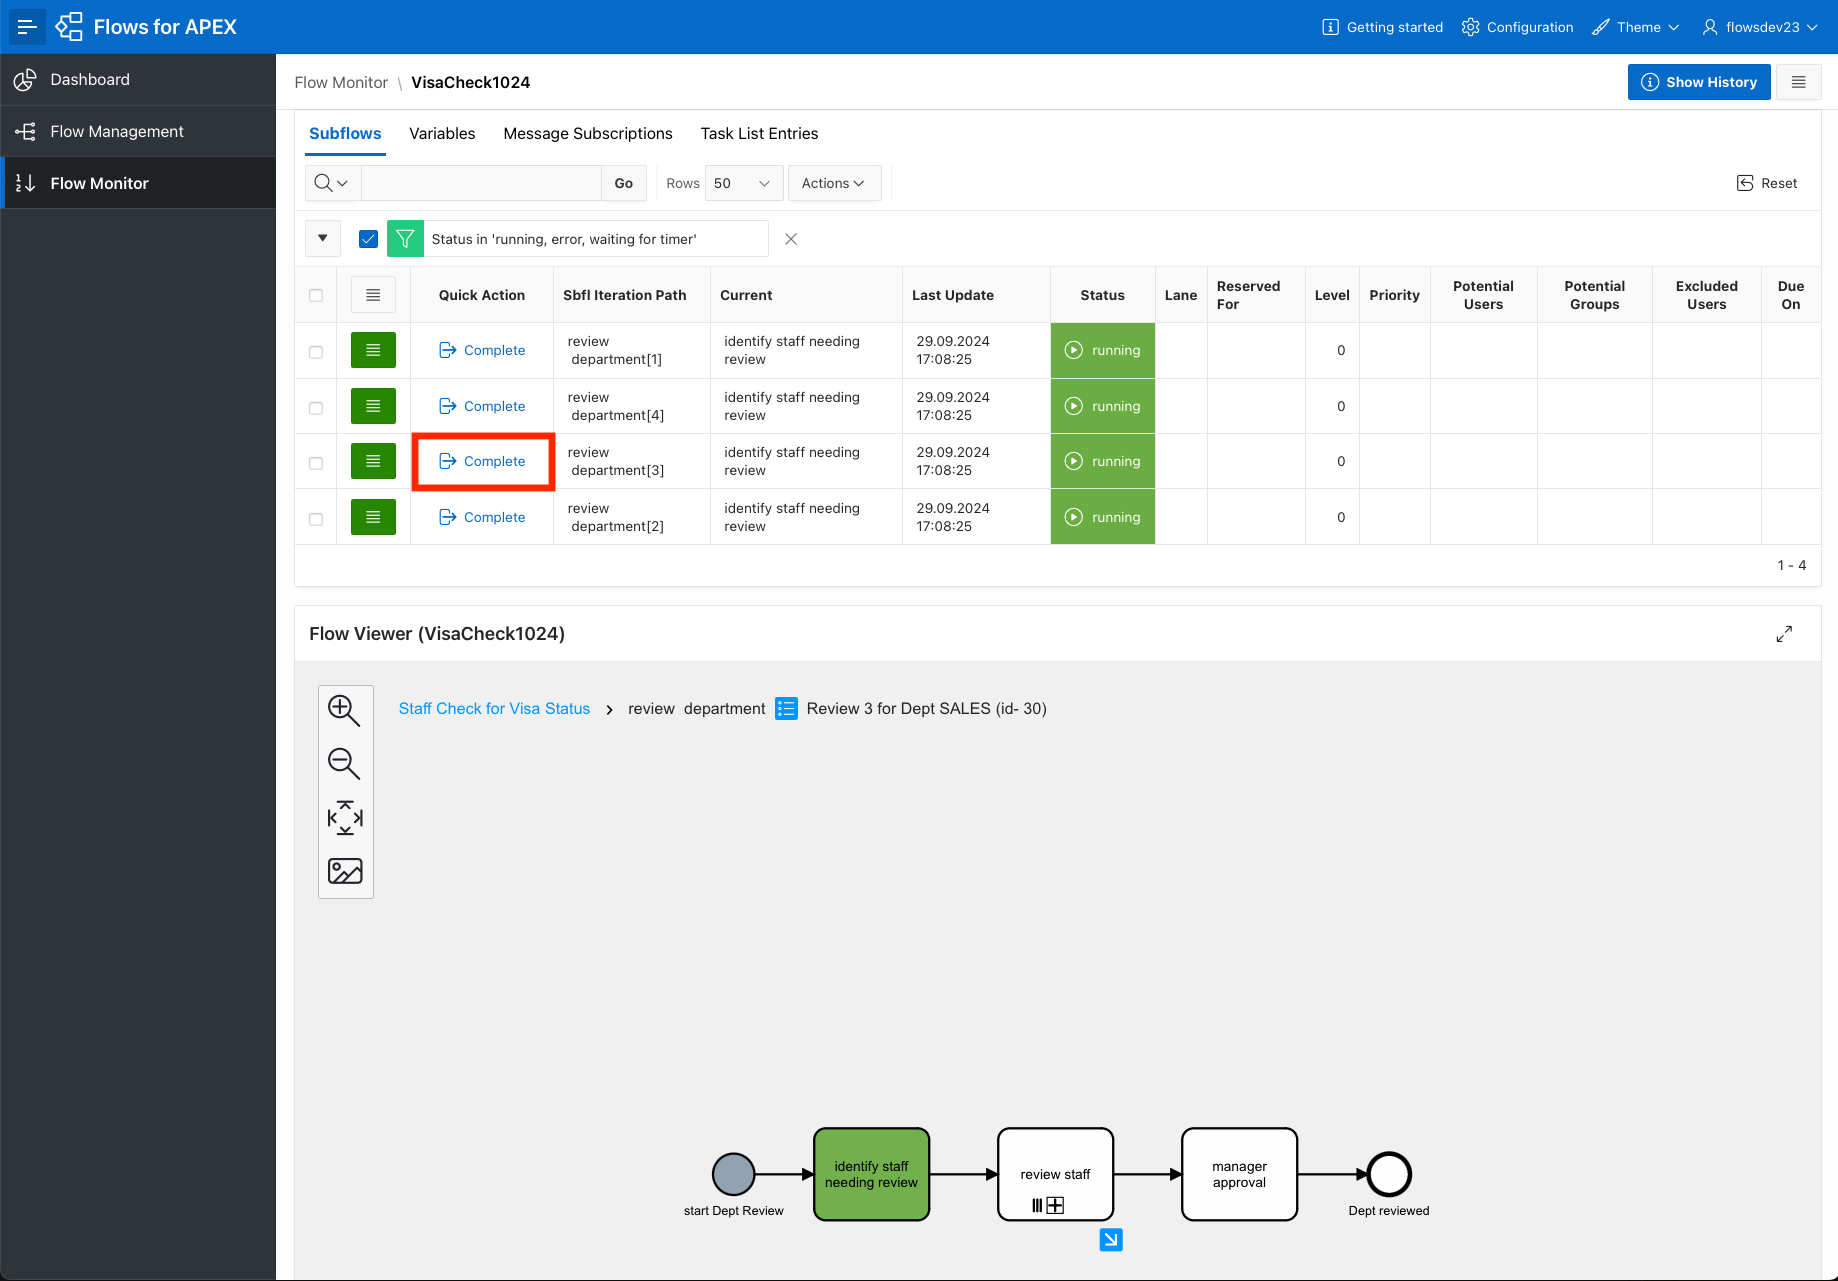 Flows for APEX
Getting started
Configuration
Theme
flowsdev23
Dashboard
Flow Management
Flow Monitor
Flow Monitor \ VisaCheck1024
Show History
Subflows
Variables
Message Subscriptions
Task List Entries
Go
Rows
50
Actions
Reset
Status in 'running, error, waiting for timer'
Quick Action
Sbfl Iteration Path
Current
Last Update
Status
Lane
Reserved
For
Level
Priority
Potential
Users
Potential
Groups
Excluded
Users
Due
On
Complete
review
department[1]
identify staff needing
review
29.09.2024
17:08:25
running
0
Complete
review
department[4]
identify staff needing
review
29.09.2024
17:08:25
running
0
Complete
review
department[3]
identify staff needing
review
29.09.2024
17:08:25
running
0
Complete
review
department[2]
identify staff needing
review
29.09.2024
17:08:25
running
0
1 - 4
Flow Viewer (VisaCheck1024)
Staff Check for Visa Status
review department
Review 3 for Dept SALES (id- 30)
start Dept Review
identify staff
needing review
review staff
manager
approval
Dept reviewed